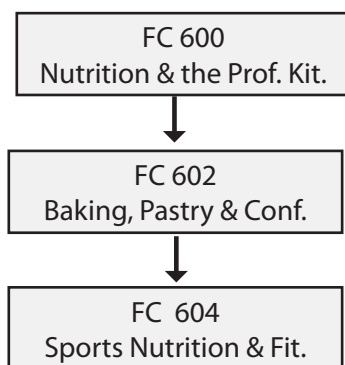 FC 600
Nutrition & the Prof. Kit.
FC 602
Baking, Pastry & Conf.
FC  604
Sports Nutrition & Fit.